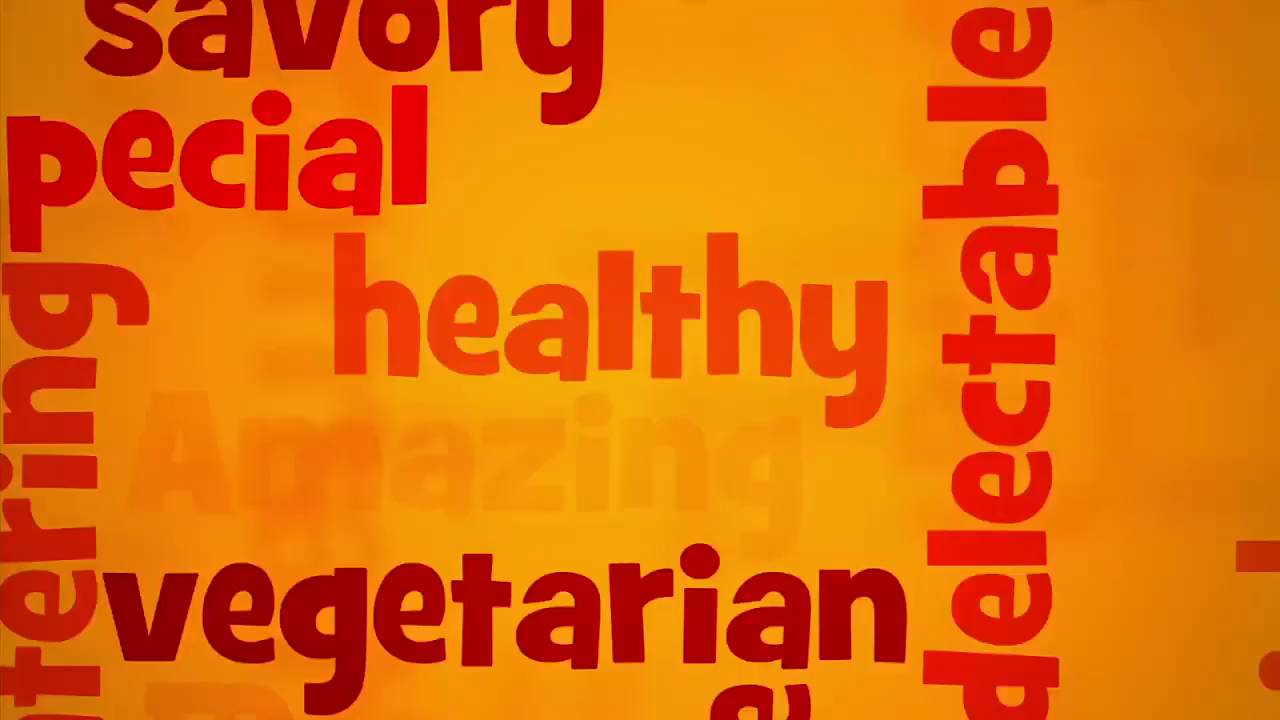 savory
pecial
healthy
delectable
tering
Amazing
vegetarian